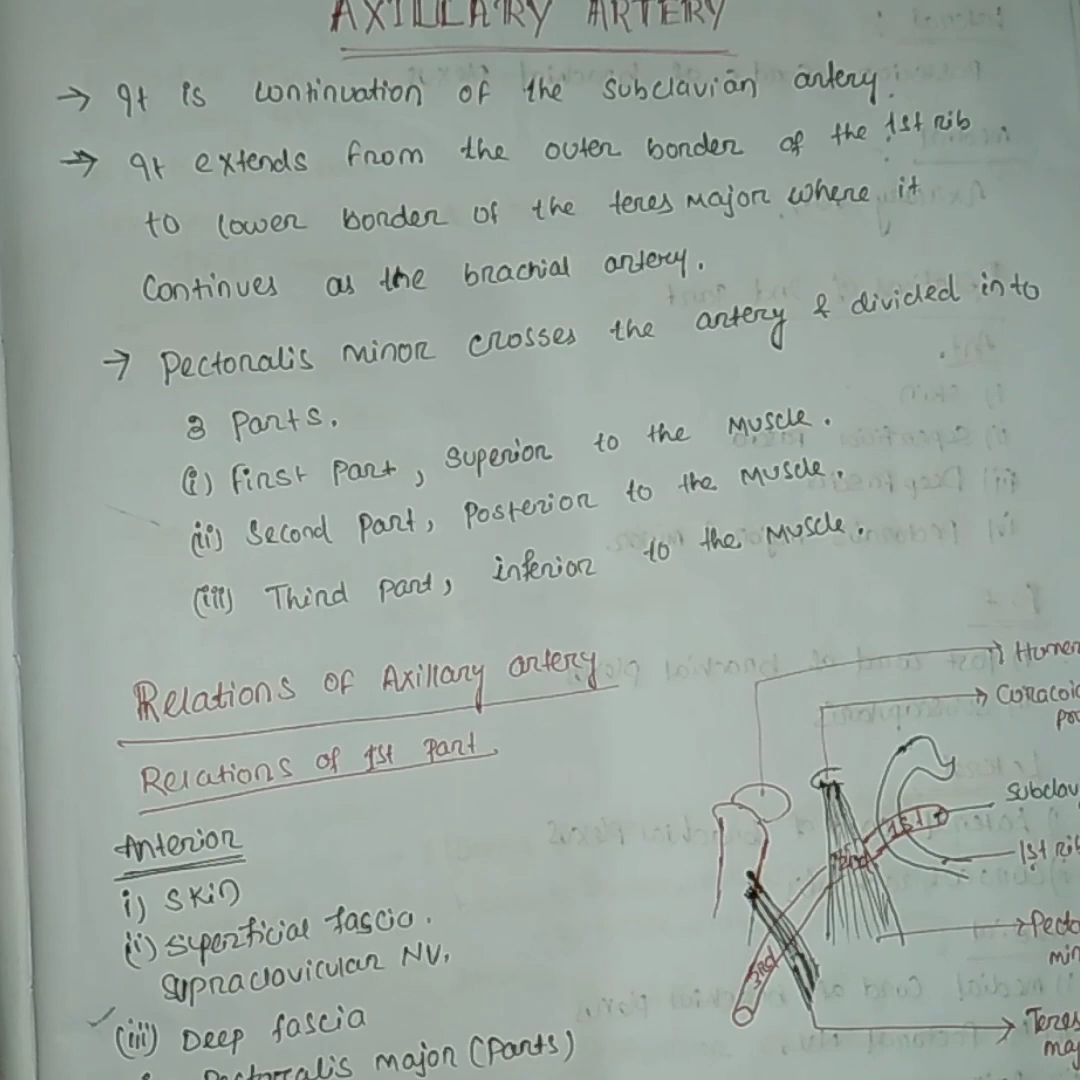 AXILLARY ARTERY
→ It is continuation of the subclavian artery.
→ It extends from the outer border of the 1st rib
to lower border of the teres major where it
Continues as the brachial artery.
→ Pectoralis minor crosses the artery & divided into
3 Parts.
(i) first Part, Superior to the Muscle.
(ii) Second Part, Posterior to the Muscle.
(iii) Third Part, inferior to the Muscle.
Relations of Axillary artery
Relations of 1st Part
Anterior
i) Skin
(ii) Superficial fascia.
Supraclavicular NV.
(iii) Deep fascia
Pectoralis major (Parts)
Humer
Coracoid
Subclav
1st rib
Pecto
min
Teres
maj
1st
2nd
3rd